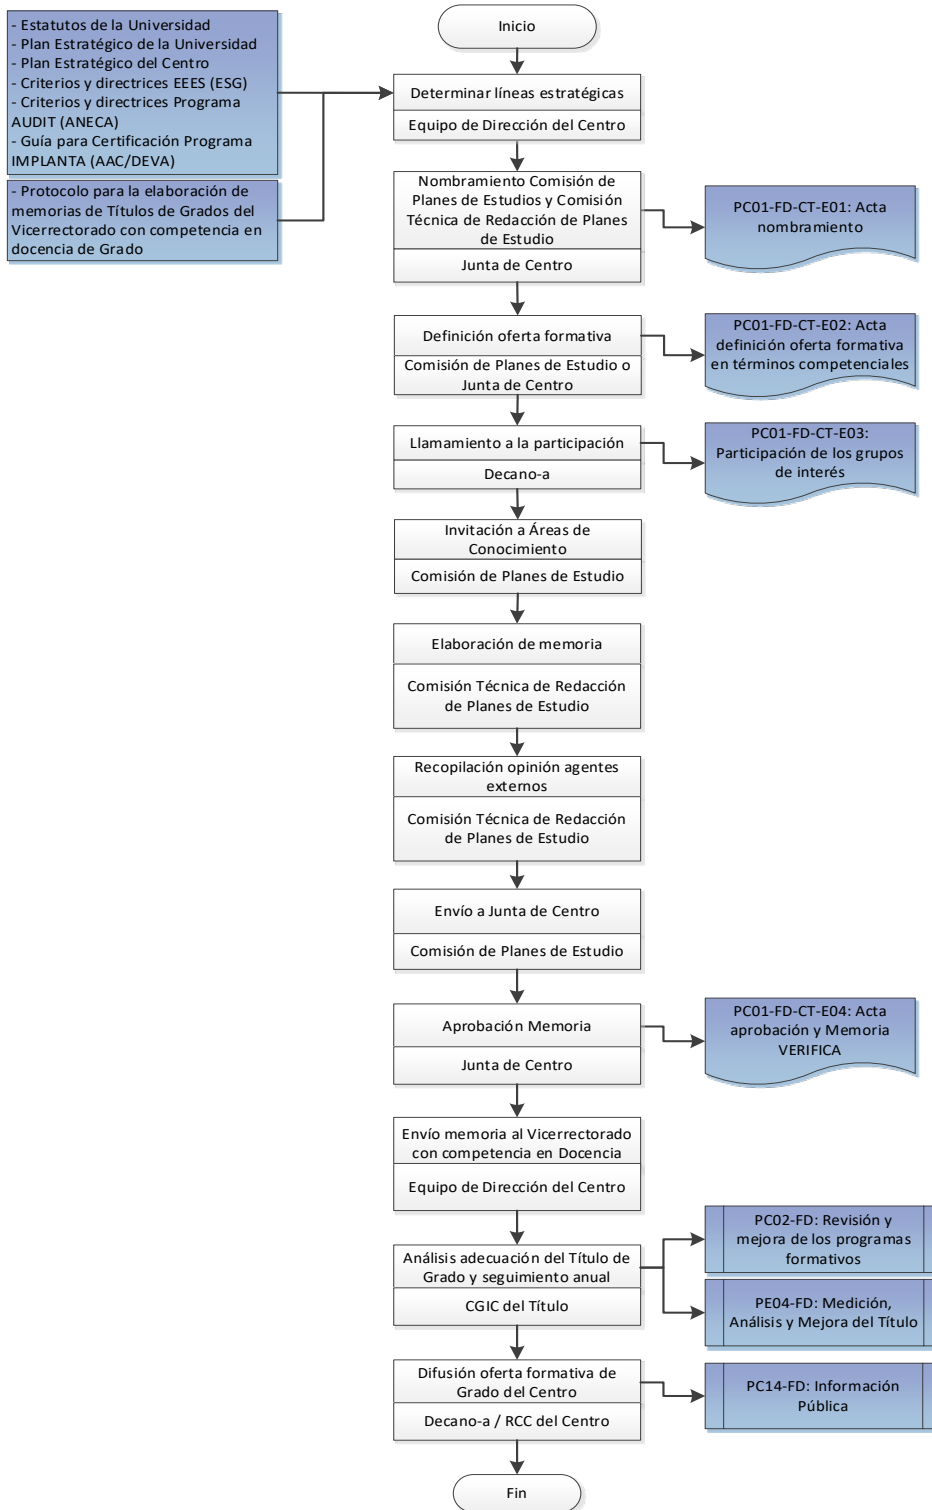 Inicio
- Estatutos de la Universidad
- Plan Estratégico de la Universidad
- Plan Estratégico del Centro
- Criterios y directrices EEES (ESG)
- Criterios y directrices Programa
AUDIT (ANECA)
- Guía para Certificación Programa
IMPLANTA (AAC/DEVA)
- Protocolo para la elaboración de
memorias de Títulos de Grados del
Vicerrectorado con competencia en
docencia de Grado
Determinar líneas estratégicas
Equipo de Dirección del Centro
Nombramiento Comisión de
Planes de Estudios y Comisión
Técnica de Redacción de Planes
de Estudio
Junta de Centro
PC01-FD-CT-E01: Acta
nombramiento
Definición oferta formativa
Comisión de Planes de Estudio o
Junta de Centro
PC01-FD-CT-E02: Acta
definición oferta formativa
en términos competenciales
Llamamiento a la participación
Decano-a
PC01-FD-CT-E03:
Participación de los grupos
de interés
Invitación a Áreas de
Conocimiento
Comisión de Planes de Estudio
Elaboración de memoria
Comisión Técnica de Redacción
de Planes de Estudio
Recopilación opinión agentes
externos
Comisión Técnica de Redacción
de Planes de Estudio
Envío a Junta de Centro
Comisión de Planes de Estudio
Aprobación Memoria
Junta de Centro
PC01-FD-CT-E04: Acta
aprobación y Memoria
VERIFICA
Envío memoria al Vicerrectorado
con competencia en Docencia
Equipo de Dirección del Centro
Análisis adecuación del Título de
Grado y seguimiento anual
CGIC del Título
PC02-FD: Revisión y
mejora de los programas
formativos
PE04-FD: Medición,
Análisis y Mejora del Título
Difusión oferta formativa de
Grado del Centro
Decano-a / RCC del Centro
PC14-FD: Información
Pública
Fin